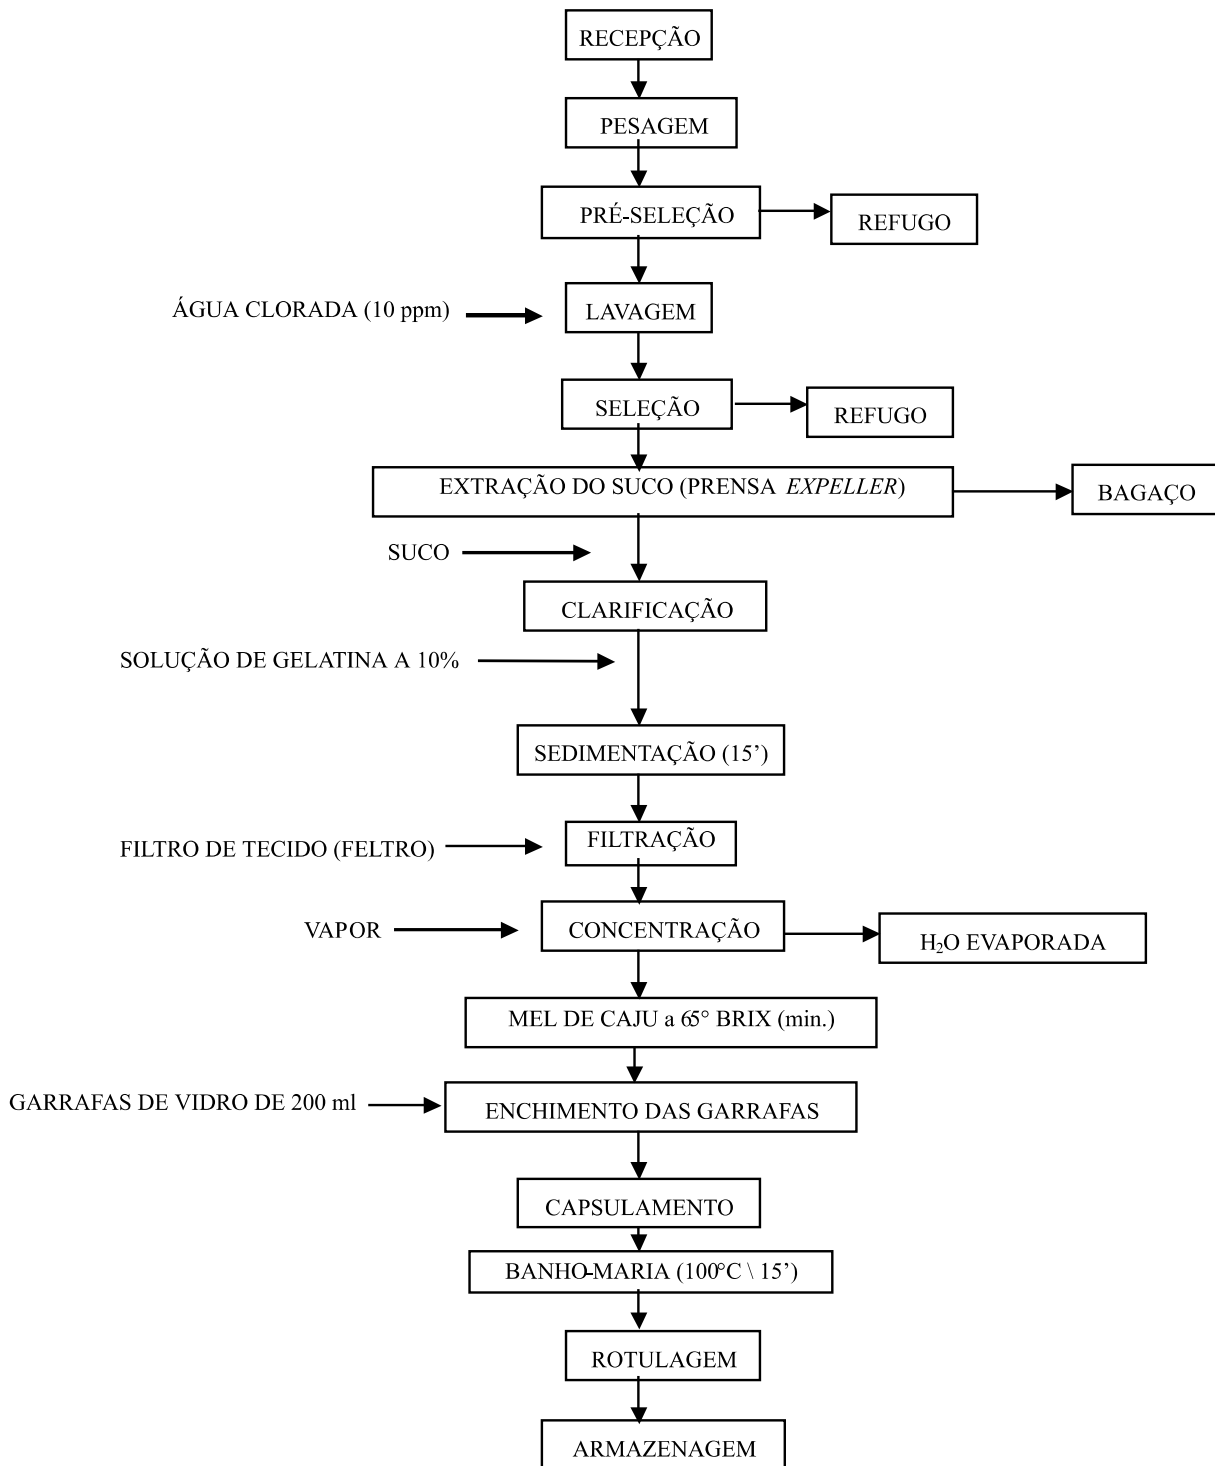 RECEPÇÃO
PESAGEM
PRÉ-SELEÇÃO
REFUGO
ÁGUA CLORADA (10 ppm)
LAVAGEM
SELEÇÃO
REFUGO
EXTRAÇÃO DO SUCO (PRENSA EXPELLER)
BAGAÇO
SUCO
CLARIFICAÇÃO
SOLUÇÃO DE GELATINA A 10%
SEDIMENTAÇÃO (15’)
FILTRO DE TECIDO (FELTRO)
FILTRAÇÃO
VAPOR
CONCENTRAÇÃO
H₂O EVAPORADA
MEL DE CAJU a 65° BRIX (min.)
GARRAFAS DE VIDRO DE 200 ml
ENCHIMENTO DAS GARRAFAS
CAPSULAMENTO
BANHO-MARIA (100°C \ 15’)
ROTULAGEM
ARMAZENAGEM